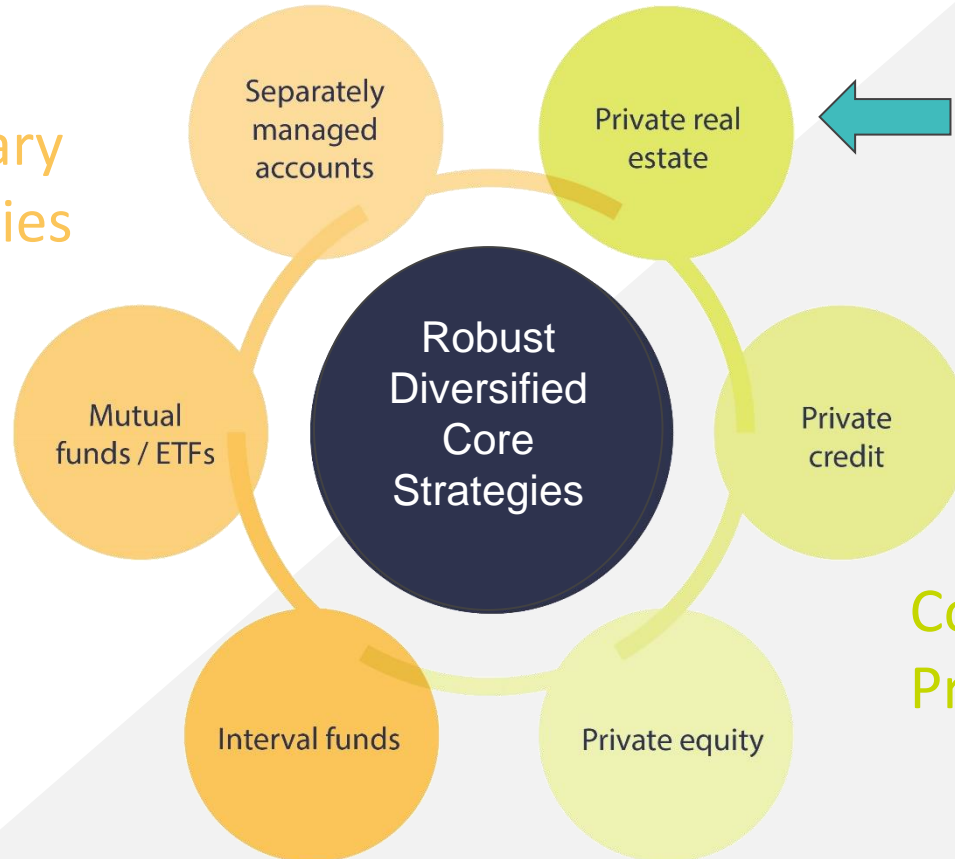 Separately
managed
accounts
Private real
estate
ary
ies
Robust
Diversified
Core
Strategies
Mutual
funds / ETFs
Private
credit
Co
Pr
Interval funds
Private equity